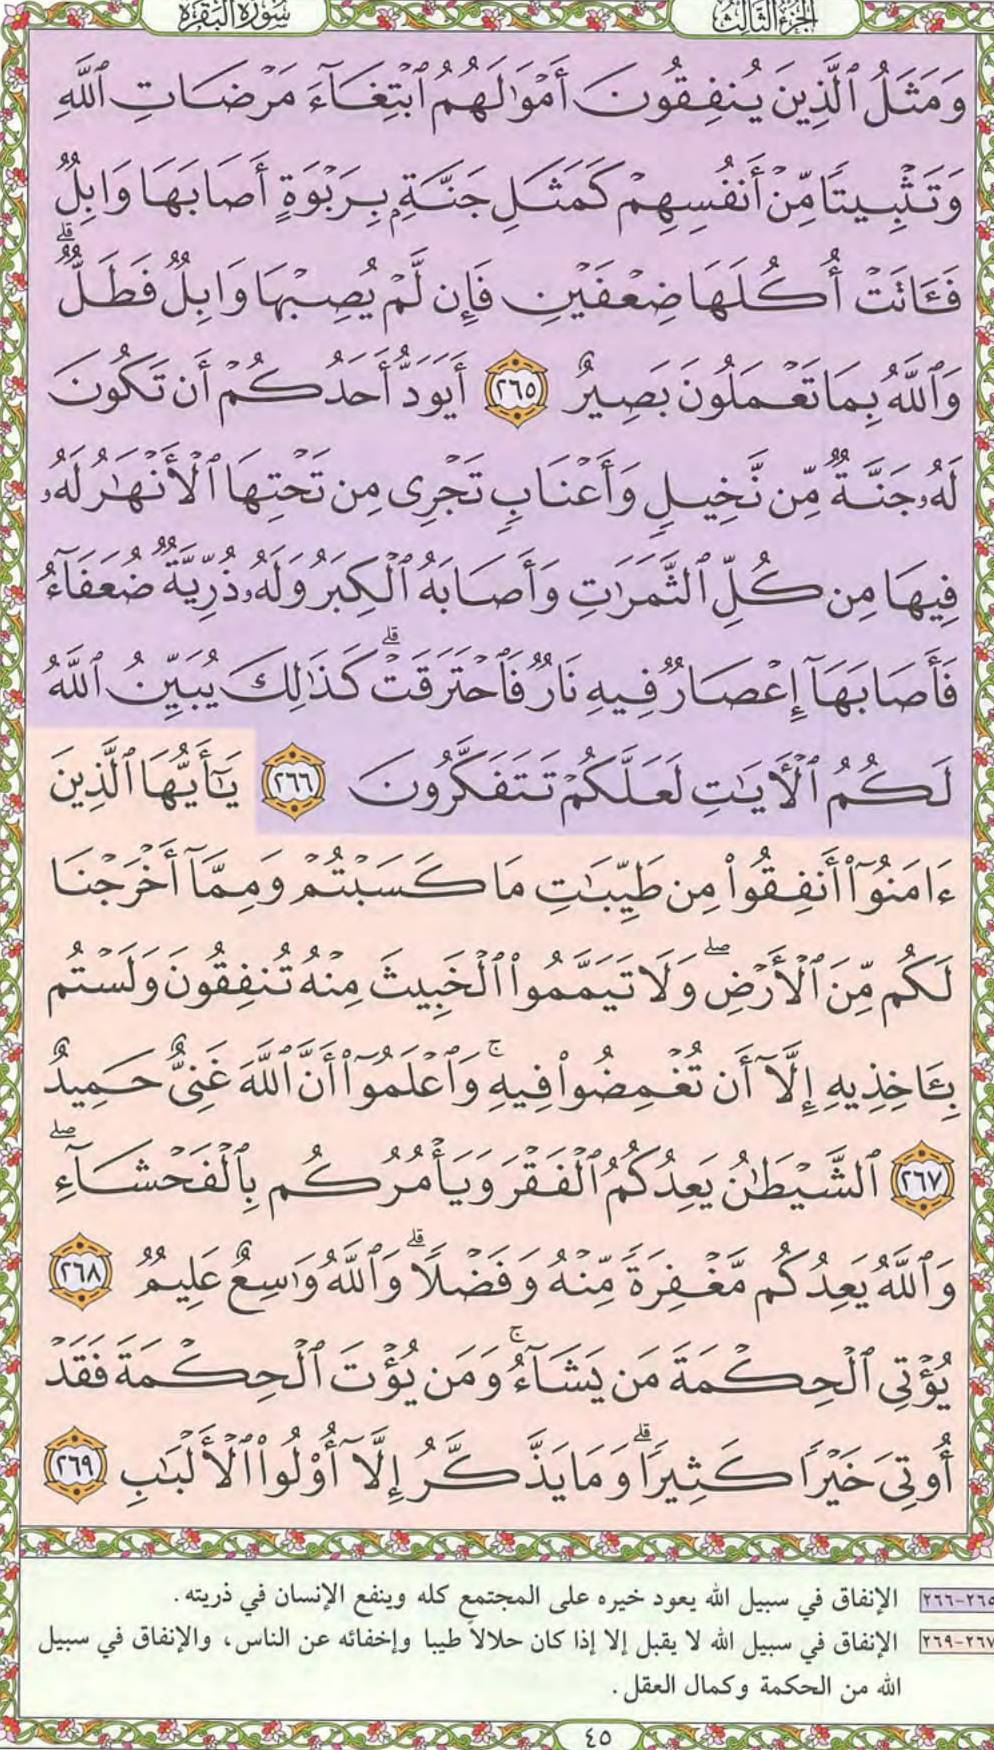 الجزء الثالث
سورة البقرة
وَمَثَلُ ٱلَّذِينَ يُنفِقُونَ أَمْوَٰلَهُمُ ٱبْتِغَآءَ مَرْضَاتِ ٱللَّهِ
وَتَثْبِيتًا مِّنْ أَنفُسِهِمْ كَمَثَلِ جَنَّةٍۭ بِرَبْوَةٍ أَصَابَهَا وَابِلٌ
فَـَٔاتَتْ أُكُلَهَا ضِعْفَيْنِ فَإِن لَّمْ يُصِبْهَا وَابِلٌ فَطَلٌّ ۗ
وَٱللَّهُ بِمَا تَعْمَلُونَ بَصِيرٌ ٢٦٥ أَيَوَدُّ أَحَدُكُمْ أَن تَكُونَ
لَهُۥ جَنَّةٌ مِّن نَّخِيلٍ وَأَعْنَابٍ تَجْرِى مِن تَحْتِهَا ٱلْأَنْهَٰرُ لَهُۥ
فِيهَا مِن كُلِّ ٱلثَّمَرَٰتِ وَأَصَابَهُ ٱلْكِبَرُ وَلَهُۥ ذُرِّيَّةٌ ضُعَفَآءُ
فَأَصَابَهَآ إِعْصَارٌ فِيهِ نَارٌ فَٱحْتَرَقَتْ ۗ كَذَٰلِكَ يُبَيِّنُ ٱللَّهُ
لَكُمُ ٱلْـَٔايَٰتِ لَعَلَّكُمْ تَتَفَكَّرُونَ ٢٦٦ يَٰٓأَيُّهَا ٱلَّذِينَ
ءَامَنُوٓا۟ أَنفِقُوا۟ مِن طَيِّبَٰتِ مَا كَسَبْتُمْ وَمِمَّآ أَخْرَجْنَا
لَكُم مِّنَ ٱلْأَرْضِ ۖ وَلَا تَيَمَّمُوا۟ ٱلْخَبِيثَ مِنْهُ تُنفِقُونَ وَلَسْتُم
بِـَٔاخِذِيهِ إِلَّآ أَن تُغْمِضُوا۟ فِيهِ ۚ وَٱعْلَمُوٓا۟ أَنَّ ٱللَّهَ غَنِىٌّ حَمِيدٌ
٢٦٧ ٱلشَّيْطَٰنُ يَعِدُكُمُ ٱلْفَقْرَ وَيَأْمُرُكُم بِٱلْفَحْشَآءِ ۖ
وَٱللَّهُ يَعِدُكُم مَّغْفِرَةً مِّنْهُ وَفَضْلًا ۗ وَٱللَّهُ وَٰسِعٌ عَلِيمٌ ٢٦٨
يُؤْتِى ٱلْحِكْمَةَ مَن يَشَآءُ ۚ وَمَن يُؤْتَ ٱلْحِكْمَةَ فَقَدْ
أُوتِىَ خَيْرًا كَثِيرًا ۗ وَمَا يَذَّكَّرُ إِلَّآ أُو۟لُوا۟ ٱلْأَلْبَٰبِ ٢٦٩
٢٦٥-٢٦٦ الإنفاق في سبيل الله يعود خيره على المجتمع كله وينفع الإنسان في ذريته.
٢٦٧-٢٦٩ الإنفاق في سبيل الله لا يقبل إلا إذا كان حلالاً طيبا وإخفائه عن الناس، والإنفاق في سبيل
الله من الحكمة وكمال العقل.
٤٥